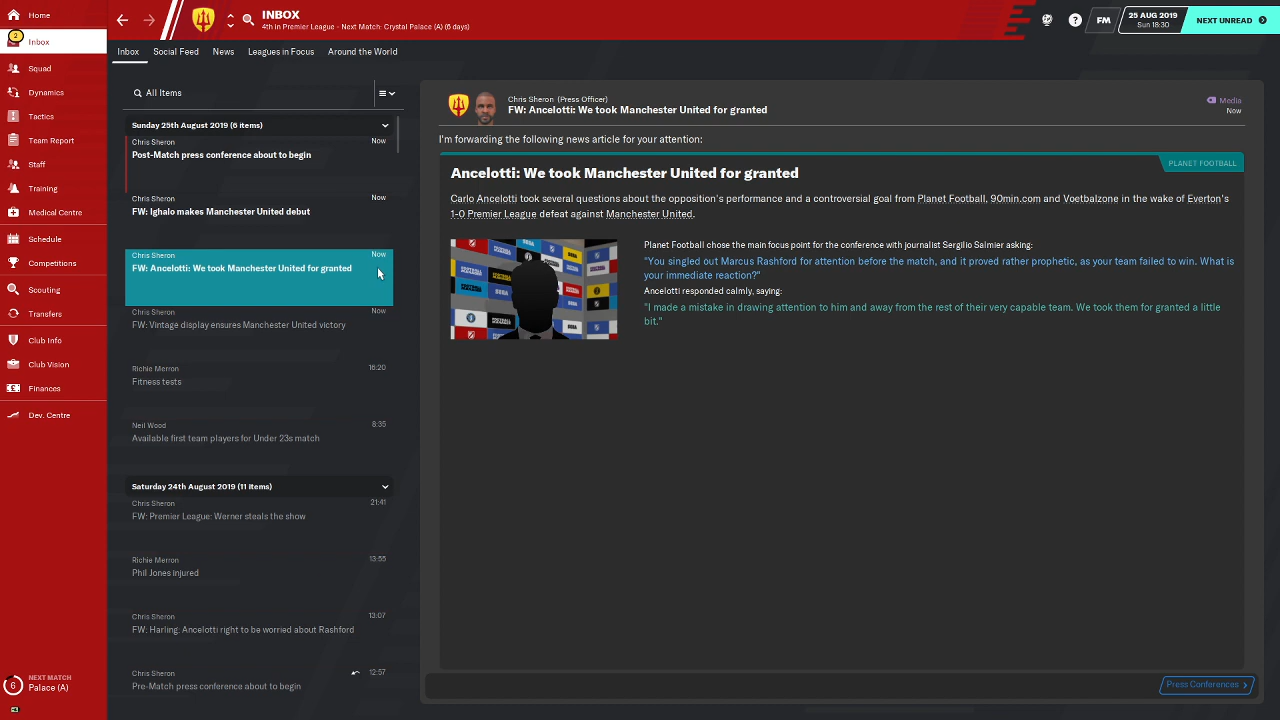 Home
2
Inbox
Squad
Dynamics
Tactics
Team Report
Staff
Training
Medical Centre
Schedule
Competitions
Scouting
Transfers
Club Info
Club Vision
Finances
Dev. Centre
6
NEXT MATCH
Palace (A)
INBOX
4th in Premier League - Next Match: Crystal Palace (A) (6 days)
FM
25 AUG 2019
Sun 18:30
NEXT UNREAD
Inbox
Social Feed
News
Leagues in Focus
Around the World
All Items
Sunday 25th August 2019 (6 items)
Chris Sheron
Now
Post-Match press conference about to begin
Chris Sheron
Now
FW: Ighalo makes Manchester United debut
Chris Sheron
Now
FW: Ancelotti: We took Manchester United for granted
Chris Sheron
Now
FW: Vintage display ensures Manchester United victory
Richie Merron
16:20
Fitness tests
Neil Wood
8:35
Available first team players for Under 23s match
Saturday 24th August 2019 (11 items)
Chris Sheron
21:41
FW: Premier League: Werner steals the show
Richie Merron
13:55
Phil Jones injured
Chris Sheron
13:07
FW: Harling: Ancelotti right to be worried about Rashford
Chris Sheron
12:57
Pre-Match press conference about to begin
Chris Sheron (Press Officer)
FW: Ancelotti: We took Manchester United for granted
Media
Now
I'm forwarding the following news article for your attention:
PLANET FOOTBALL
Ancelotti: We took Manchester United for granted
Carlo Ancelotti took several questions about the opposition's performance and a controversial goal from Planet Football, 90min.com and Voetbalzone in the wake of Everton's
1-0 Premier League defeat against Manchester United.
Planet Football chose the main focus point for the conference with journalist Sergilio Salmier asking:
"You singled out Marcus Rashford for attention before the match, and it proved rather prophetic, as your team failed to win. What is
your immediate reaction?"
Ancelotti responded calmly, saying:
"I made a mistake in drawing attention to him and away from the rest of their very capable team. We took them for granted a little
bit."
Press Conferences